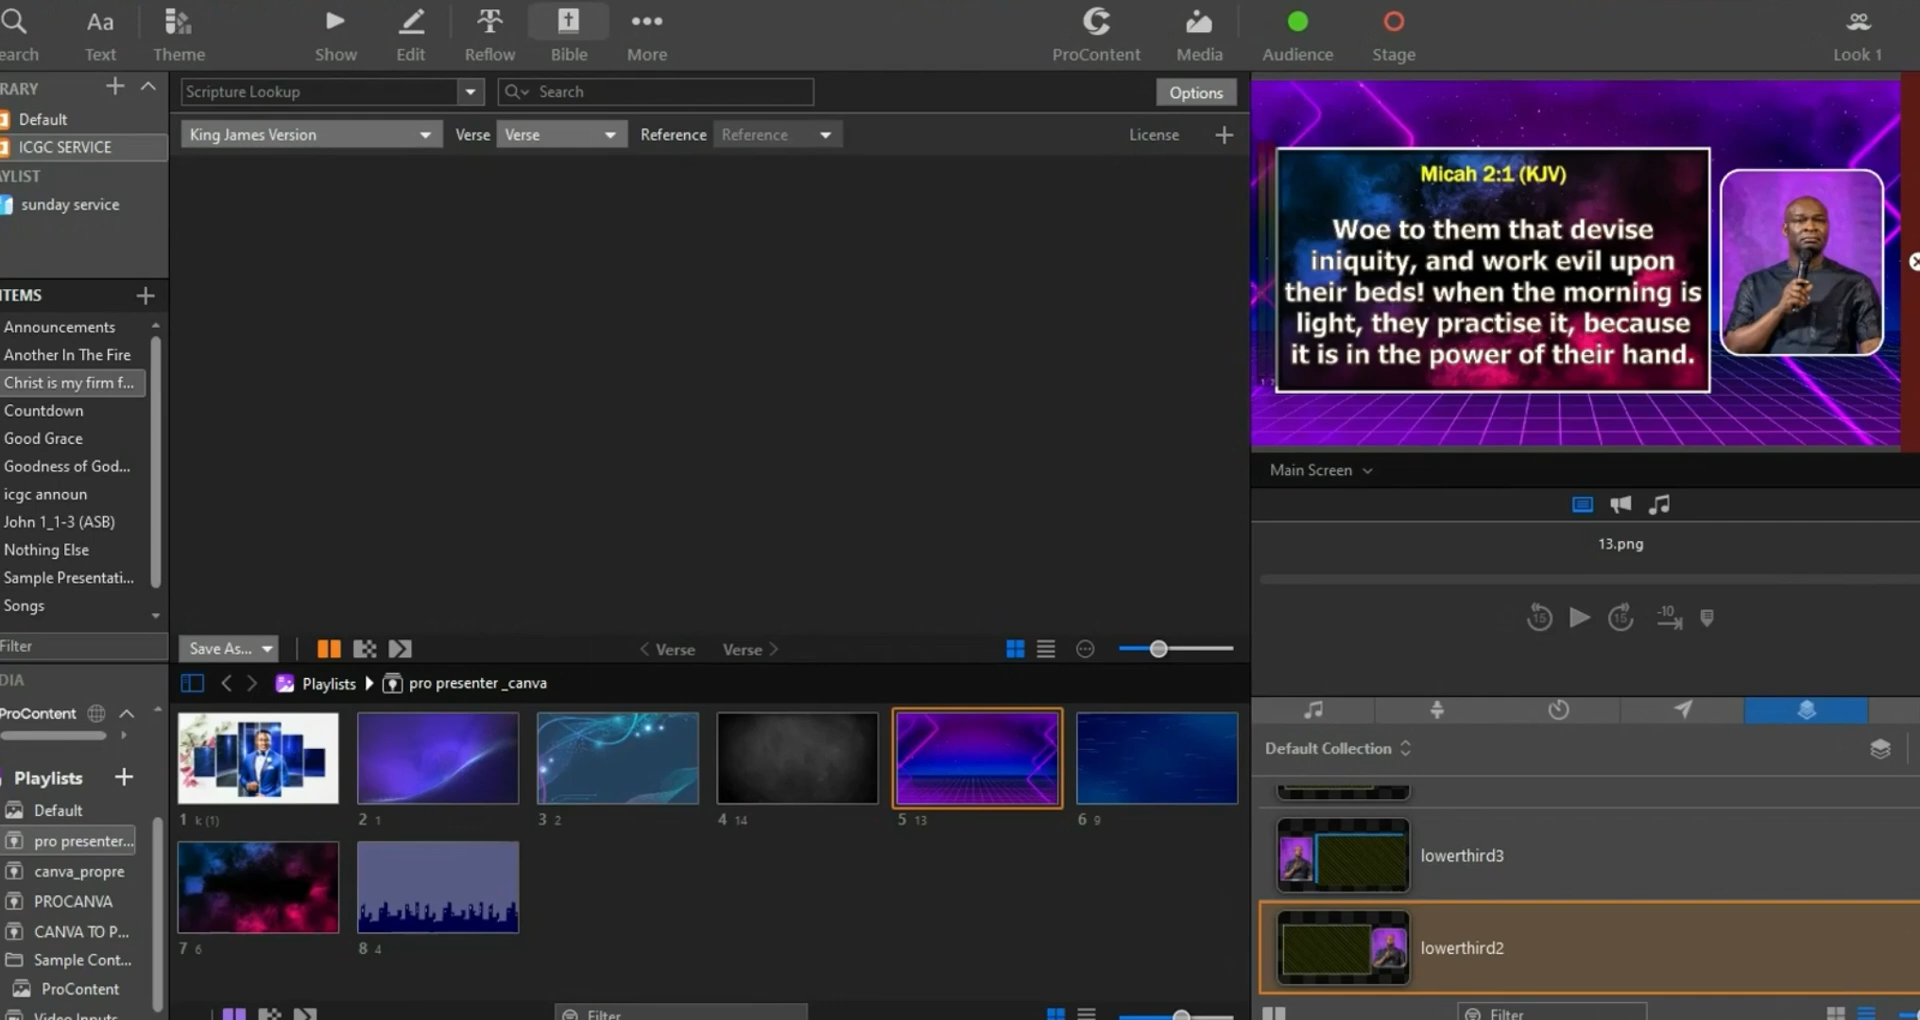 earch
Text
Theme
Show
Edit
Reflow
Bible
More
ProContent
Media
Audience
Stage
Look 1
Aa
RARY
Default
ICGC SERVICE
AYLIST
sunday service
ITEMS
Announcements
Another In The Fire
Christ is my firm f...
Countdown
Good Grace
Goodness of God...
icgc announ
John 1_1-3 (ASB)
Nothing Else
Sample Presentati...
Songs
Filter
Scripture Lookup
Search
Options
King James Version
Verse
Verse
Reference
Reference
License
Save As...
Verse
Verse
Micah 2:1 (KJV)
Woe to them that devise
iniquity, and work evil upon
their beds! when the morning is
light, they practise it, because
it is in the power of their hand.
Main Screen
13.png
15
15
-10
DIA
ProContent
Playlists
Default
pro presenter...
canva_propre
PROCANVA
CANVA TO P...
Sample Cont...
ProContent
Video Inputs
Playlists
pro presenter _canva
1 k (1)
2 1
3 2
4 14
5 13
6 9
7 6
8 4
Filter
Default Collection
lowerthird3
lowerthird2
Filter